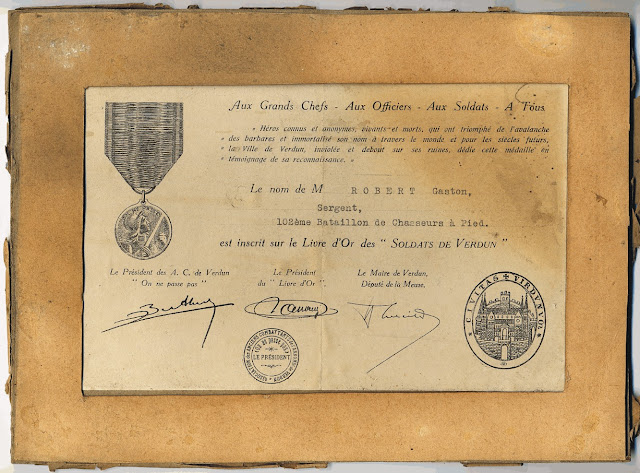 Aux Grands Chefs - Aux Officiers - Aux Soldats - A Tous.
« Héros connus et anonymes, vivants et morts, qui ont triomphé de l'avalanche
« des barbares et immortalisé son nom à travers le monde et pour les siècles futurs,
« la Ville de Verdun, inviolée et debout sur ses ruines, dédie cette médaille en
« témoignage de sa reconnaissance. »
Le nom de M ROBERT Gaston,
Sergent,
102ème Bataillon de Chasseurs à Pied.
est inscrit sur le Livre d'Or des " SOLDATS DE VERDUN "
Le Président des A. C. de Verdun
" On ne passe pas "
Le Président
du " Livre d'Or ".
Le Maire de Verdun,
Député de la Meuse.
LE PRÉSIDENT
CIVITAS VIRDVNVM